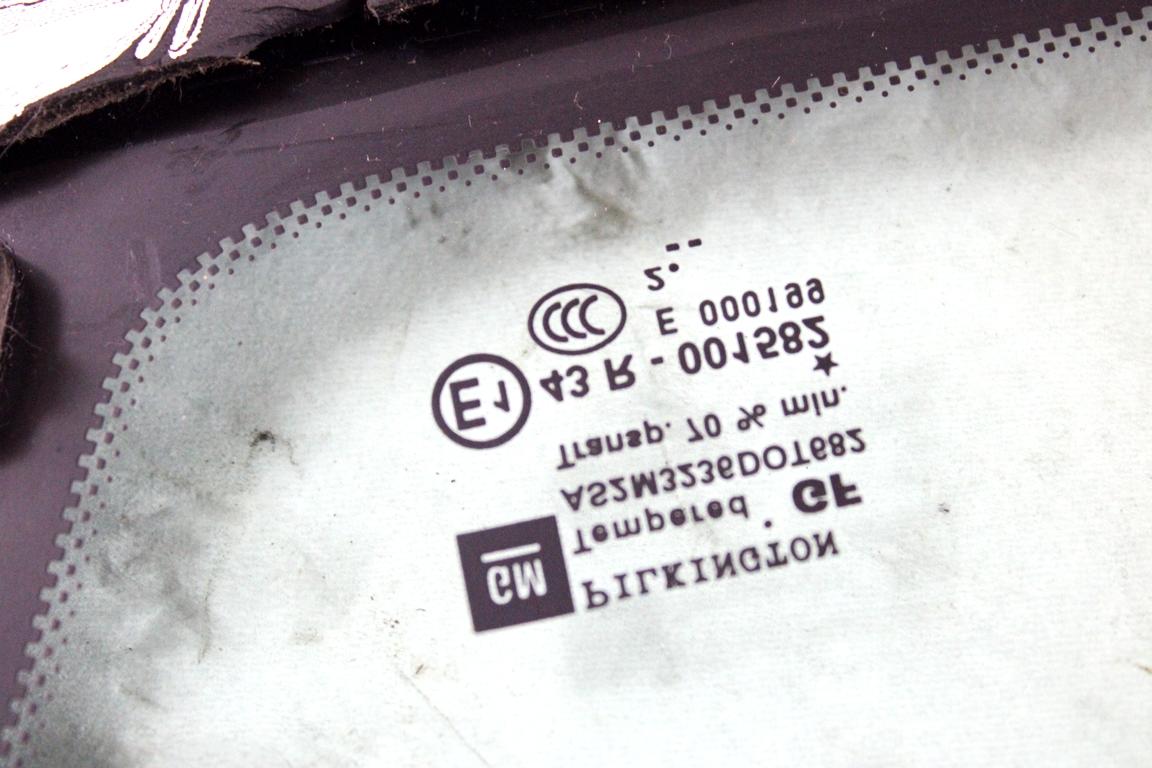 GM
PILKINGTON
Tempered . GF
AS2M3236DOT682
Transp. 70 % min.
★
E1 43 R - 001582
CCC E 000199
2.••